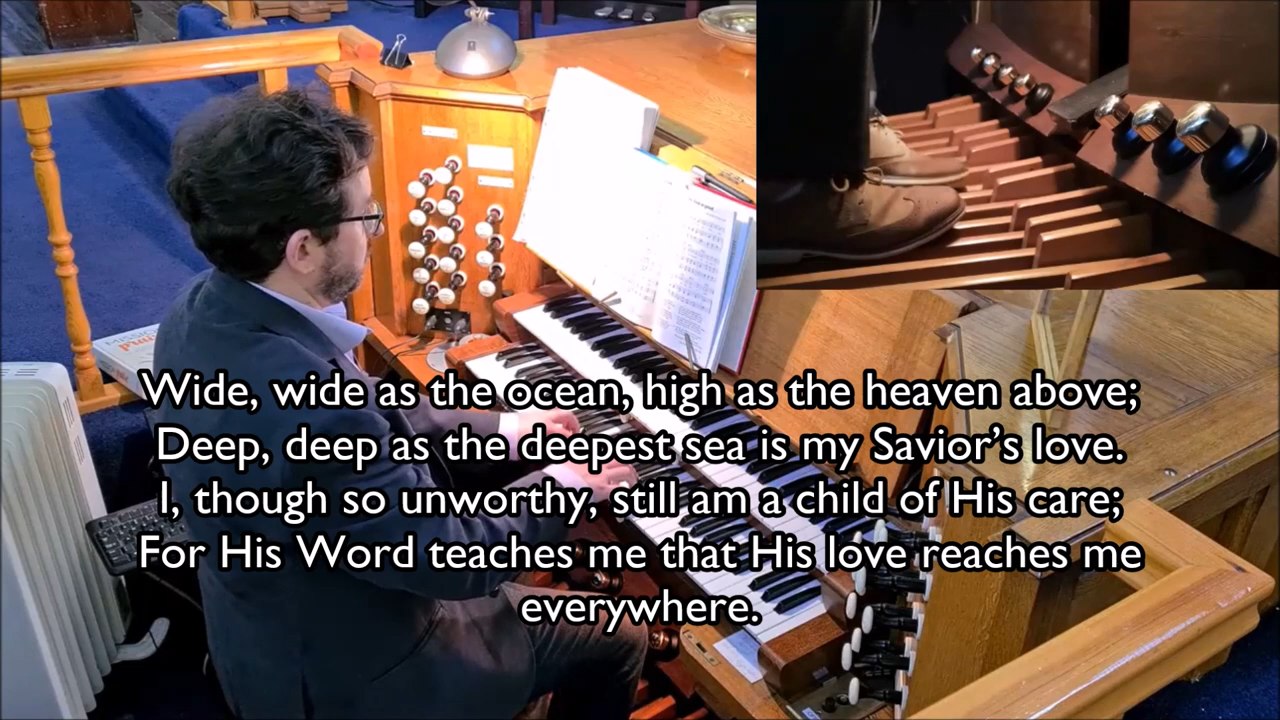 Wide, wide as the ocean, high as the heaven above;
Deep, deep as the deepest sea is my Savior’s love.
I, though so unworthy, still am a child of His care;
For His Word teaches me that His love reaches me
everywhere.